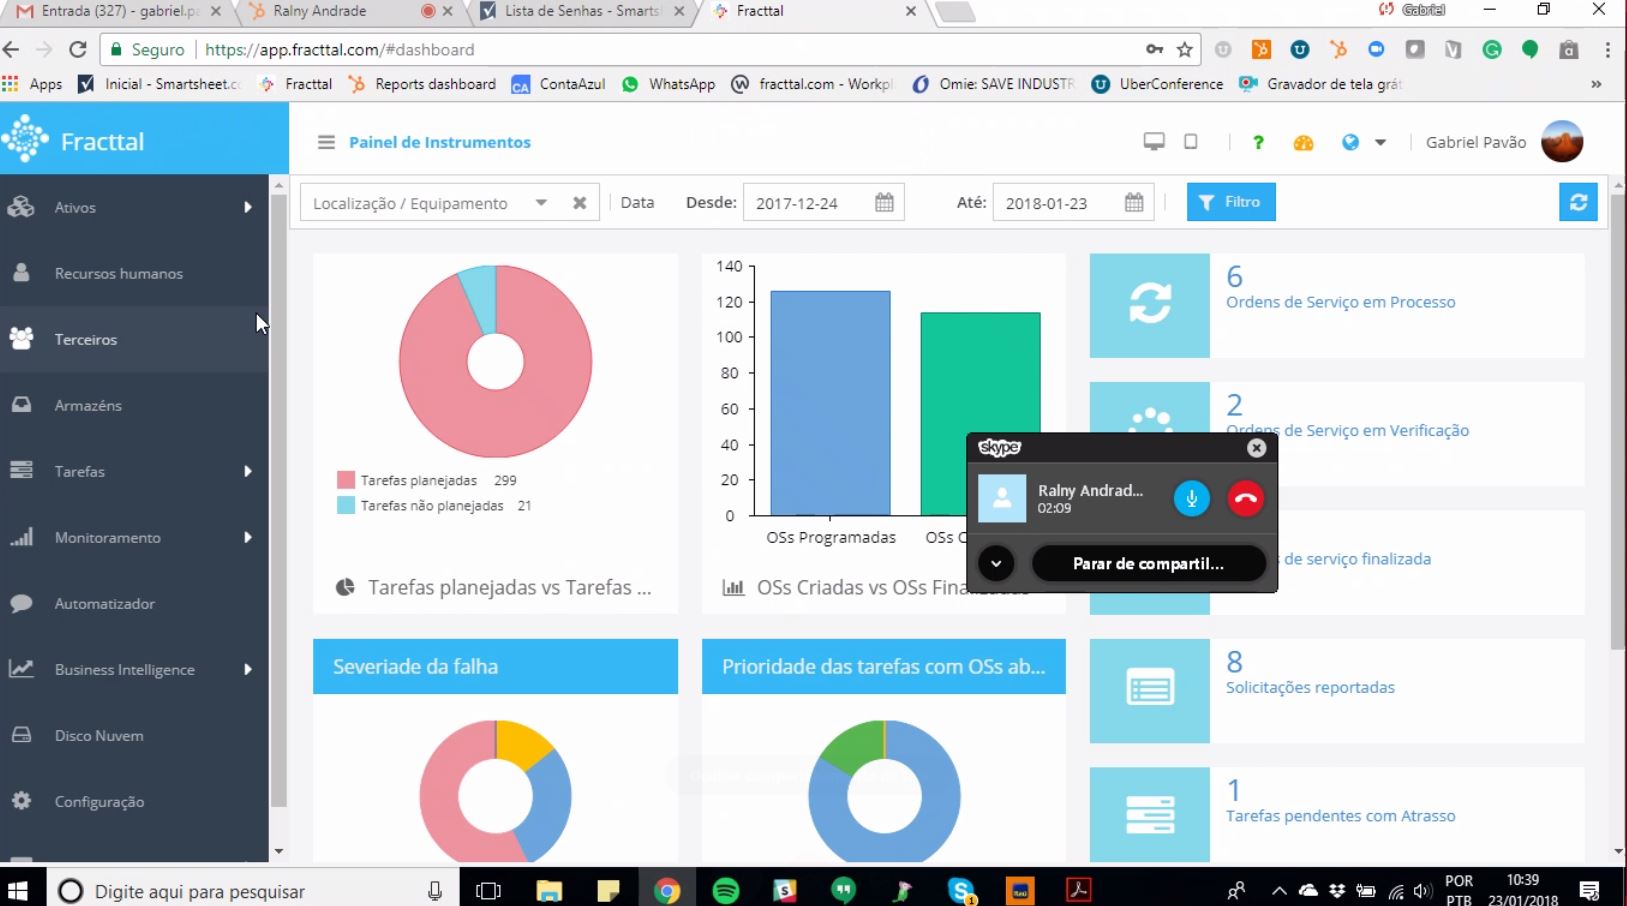 Entrada (327) - gabriel.pa
Ralny Andrade
Lista de Senhas - Smartsh
Fracttal
Gabriel
Seguro
https://app.fracttal.com/#dashboard
Apps
Inicial - Smartsheet.co
Fracttal
Reports dashboard
CA
ContaAzul
WhatsApp
fracttal.com - Workpl
Omie: SAVE INDUSTR
UberConference
Gravador de tela grát
»
Fracttal
Painel de Instrumentos
?
Gabriel Pavão
Localização / Equipamento
Data
Desde:
2017-12-24
Até:
2018-01-23
Filtro
Ativos
Recursos humanos
Terceiros
Armazéns
Tarefas
Monitoramento
Automatizador
Business Intelligence
Disco Nuvem
Configuração
Tarefas planejadas 299
Tarefas não planejadas 21
Tarefas planejadas vs Tarefas ...
140
120
100
80
60
40
20
0
OSs Programadas
OSs C
OSs Criadas vs OSs Finalizadas
6
Ordens de Serviço em Processo
2
Ordens de Serviço em Verificação
s de serviço finalizada
8
Solicitações reportadas
1
Tarefas pendentes com Atrasso
skype
Ralny Andrad...
02:09
Parar de compartil...
Severiade da falha
Prioridade das tarefas com OSs ab...
Digite aqui para pesquisar
1
POR
PTB
10:39
23/01/2018